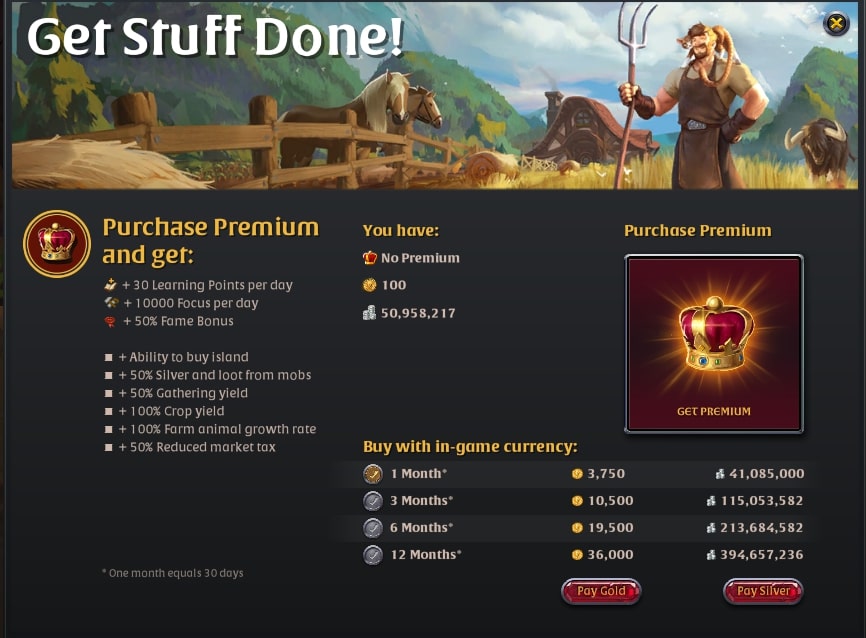 Get Stuff Done!
Purchase Premium
and get:
+ 30 Learning Points per day
+ 10000 Focus per day
+ 50% Fame Bonus
+ Ability to buy island
+ 50% Silver and loot from mobs
+ 50% Gathering yield
+ 100% Crop yield
+ 100% Farm animal growth rate
+ 50% Reduced market tax
* One month equals 30 days
You have:
No Premium
100
50,958,217
Purchase Premium
GET PREMIUM
Buy with in-game currency:
1 Month* 3,750 41,085,000
3 Months* 10,500 115,053,582
6 Months* 19,500 213,684,582
12 Months* 36,000 394,657,236
Pay Gold Pay Silver